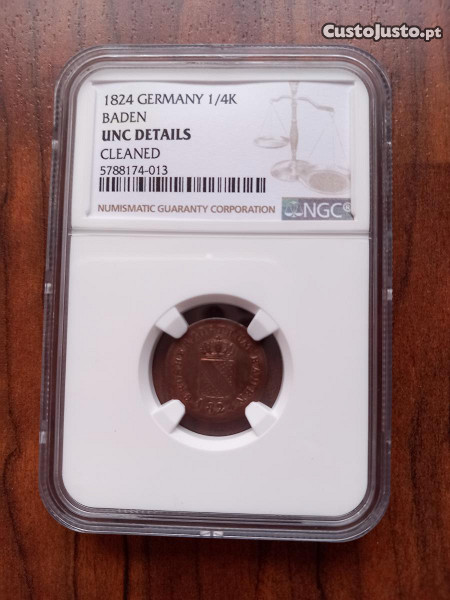 CustoJusto.pt
1824 GERMANY 1/4K
BADEN
UNC DETAILS
CLEANED
5788174-013
NUMISMATIC GUARANTY CORPORATION
NGC®